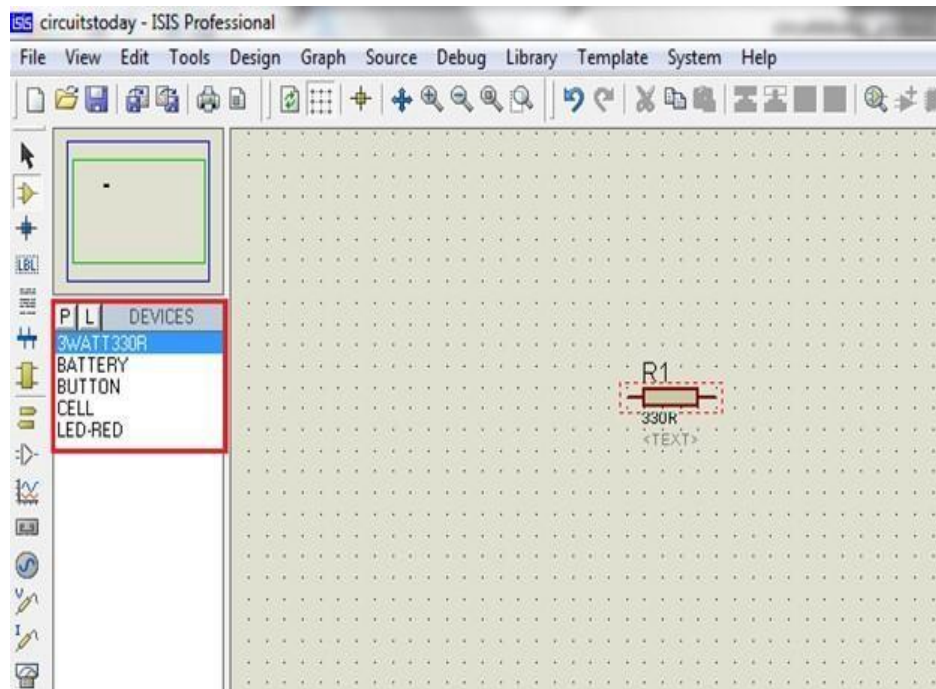 ISIS circuitstoday - ISIS Professional
File View Edit Tools Design Graph Source Debug Library Template System Help
LBL
P L DEVICES
3WATT330R
BATTERY
BUTTON
CELL
LED-RED
R1
330R
<TEXT>
V
I